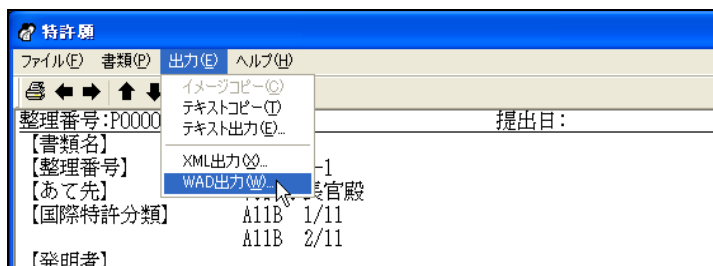 特許願
ファイル(F) 書類(P) 出力(E) ヘルプ(H)
イメージコピー(C)
テキストコピー(T)
テキスト出力(E)...
XML出力(X)...
WAD出力(W)...
整理番号:P0000 提出日:
【書類名】
【整理番号】 -1
【あて先】 長官殿
【国際特許分類】 A11B 1/11
A11B 2/11
【発明者】